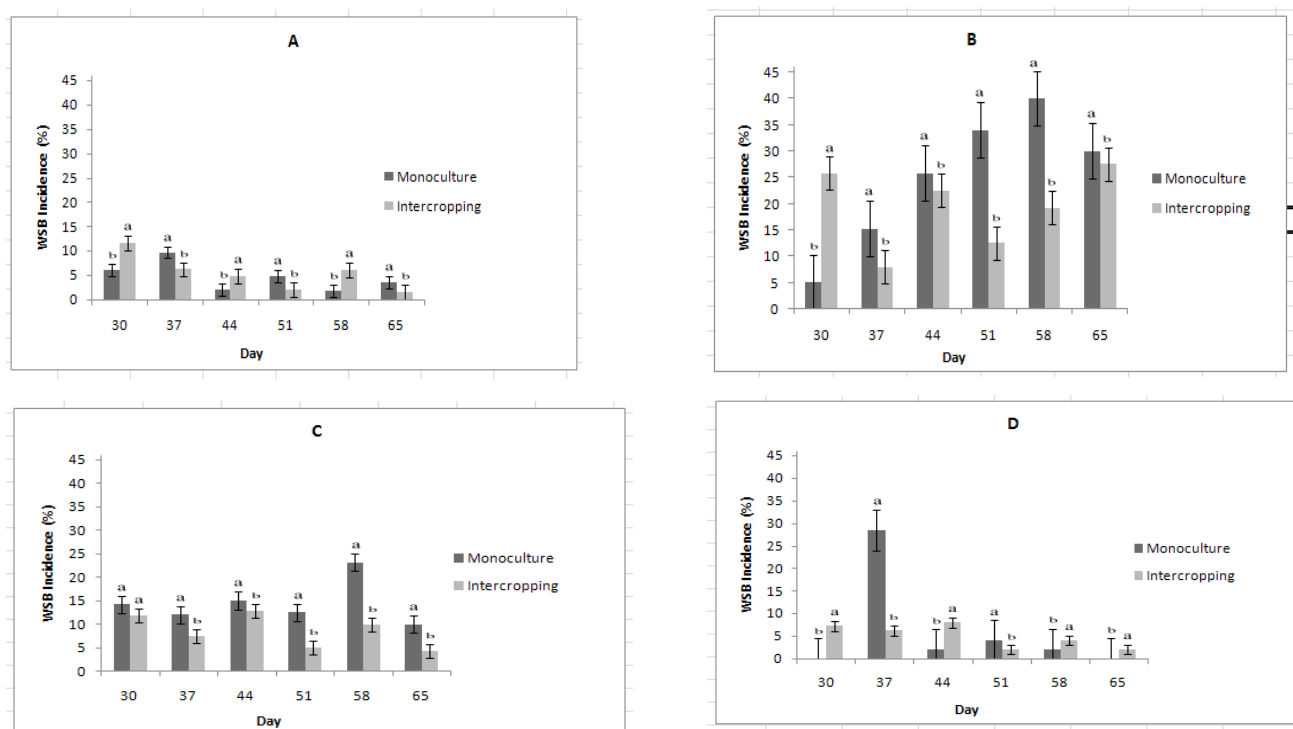 A
45
40
35
30
25
20
15
10
5
0
WSB Incidence (%)
b a a b b a a b b a a b
30 37 44 51 58 65
Day
Monoculture
Intercropping
B
45
40
35
30
25
20
15
10
5
0
WSB Incidence (%)
b a a b a b a b a b a b
30 37 44 51 58 65
Day
Monoculture
Intercropping
C
45
40
35
30
25
20
15
10
5
0
WSB Incidence (%)
a a a b a b a b a b a b
30 37 44 51 58 65
Day
Monoculture
Intercropping
D
45
40
35
30
25
20
15
10
5
0
WSB Incidence (%)
b a a b b a a b b a b a
30 37 44 51 58 65
Day
Monoculture
Intercropping